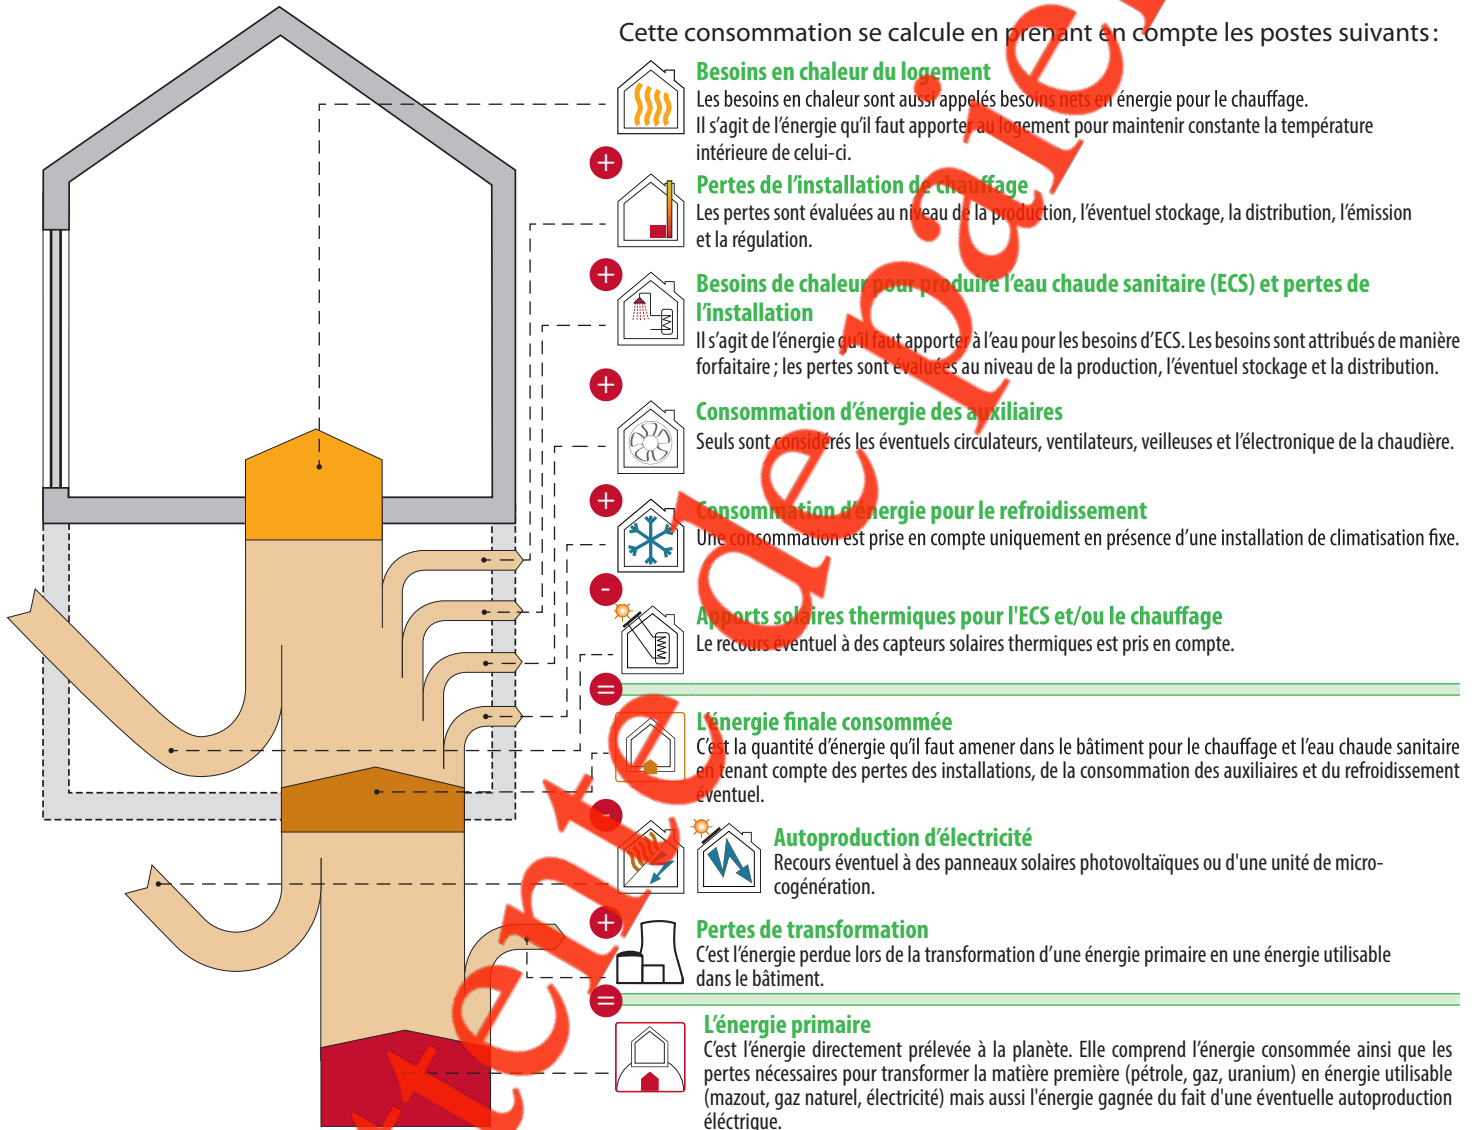 Cette consommation se calcule en prenant en compte les postes suivants :
Besoins en chaleur du logement
Les besoins en chaleur sont aussi appelés besoins nets en énergie pour le chauffage.
Il s’agit de l’énergie qu’il faut apporter au logement pour maintenir constante la température
intérieure de celui-ci.
+
Pertes de l’installation de chauffage
Les pertes sont évaluées au niveau de la production, l’éventuel stockage, la distribution, l’émission
et la régulation.
+
Besoins de chaleur pour produire l’eau chaude sanitaire (ECS) et pertes de
l’installation
Il s’agit de l’énergie qu’il faut apporter à l’eau pour les besoins d’ECS. Les besoins sont attribués de manière
forfaitaire ; les pertes sont évaluées au niveau de la production, l’éventuel stockage et la distribution.
+
Consommation d’énergie des auxiliaires
Seuls sont considérés les éventuels circulateurs, ventilateurs, veilleuses et l’électronique de la chaudière.
+
Consommation d’énergie pour le refroidissement
Une consommation est prise en compte uniquement en présence d’une installation de climatisation fixe.
-
Apports solaires thermiques pour l'ECS et/ou le chauffage
Le recours éventuel à des capteurs solaires thermiques est pris en compte.
=
L’énergie finale consommée
C’est la quantité d’énergie qu’il faut amener dans le bâtiment pour le chauffage et l’eau chaude sanitaire
en tenant compte des pertes des installations, de la consommation des auxiliaires et du refroidissement
éventuel.
-
Autoproduction d’électricité
Recours éventuel à des panneaux solaires photovoltaïques ou d'une unité de micro-
cogénération.
+
Pertes de transformation
C’est l’énergie perdue lors de la transformation d’une énergie primaire en une énergie utilisable
dans le bâtiment.
=
L’énergie primaire
C’est l’énergie directement prélevée à la planète. Elle comprend l’énergie consommée ainsi que les
pertes nécessaires pour transformer la matière première (pétrole, gaz, uranium) en énergie utilisable
(mazout, gaz naturel, électricité) mais aussi l'énergie gagnée du fait d'une éventuelle autoproduction
éléctrique.
ttente de paier